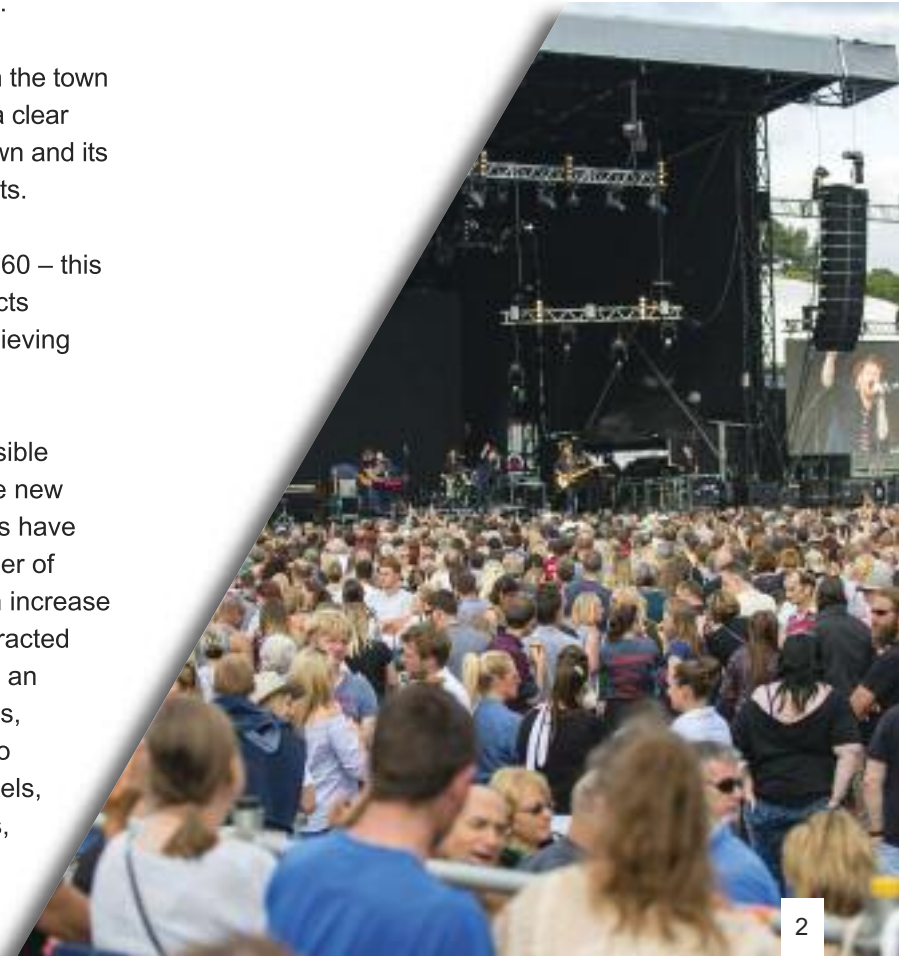 .
the town
clear
wn and its
ts.
60 – this
cts
ieving
sible
new
s have
er of
increase
racted
an
s,
o
els,
s,
2